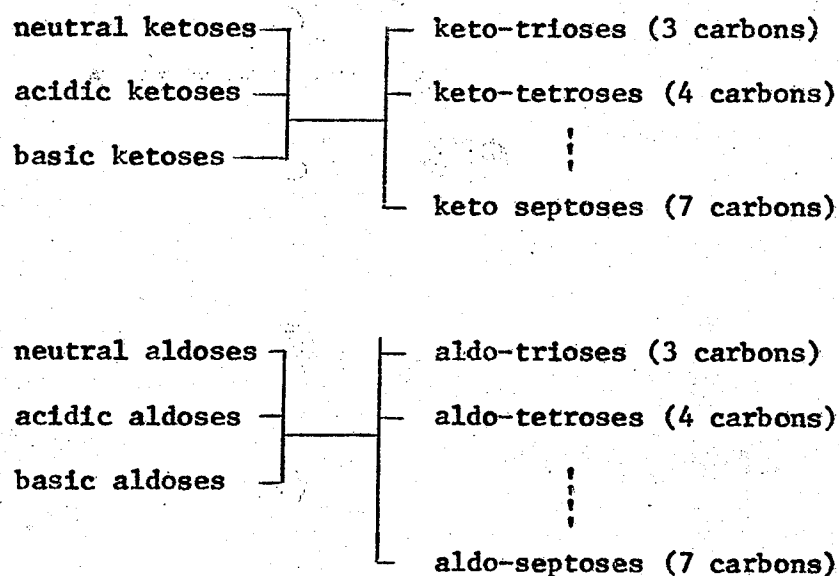 neutral ketoses keto-trioses (3 carbons)
acidic ketoses keto-tetroses (4 carbons)
basic ketoses
keto septoses (7 carbons)
neutral aldoses aldo-trioses (3 carbons)
acidic aldoses aldo-tetroses (4 carbons)
basic aldoses
aldo-septoses (7 carbons)